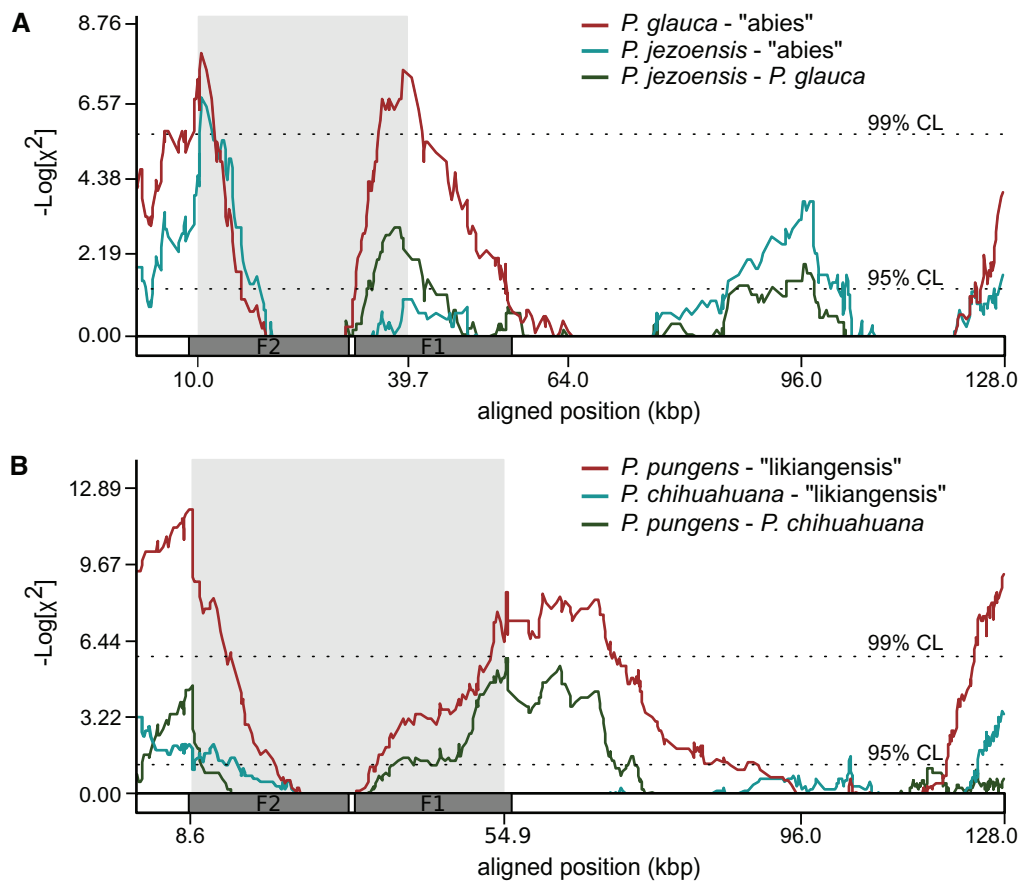 A
8.76
6.57
4.38
2.19
0.00
-Log[χ²]
P. glauca - "abies"
P. jezoensis - "abies"
P. jezoensis - P. glauca
99% CL
95% CL
F2
F1
10.0
39.7
64.0
96.0
128.0
aligned position (kbp)
B
12.89
9.67
6.44
3.22
0.00
-Log[χ²]
P. pungens - "likiangensis"
P. chihuahuana - "likiangensis"
P. pungens - P. chihuahuana
99% CL
95% CL
F2
F1
8.6
54.9
96.0
128.0
aligned position (kbp)